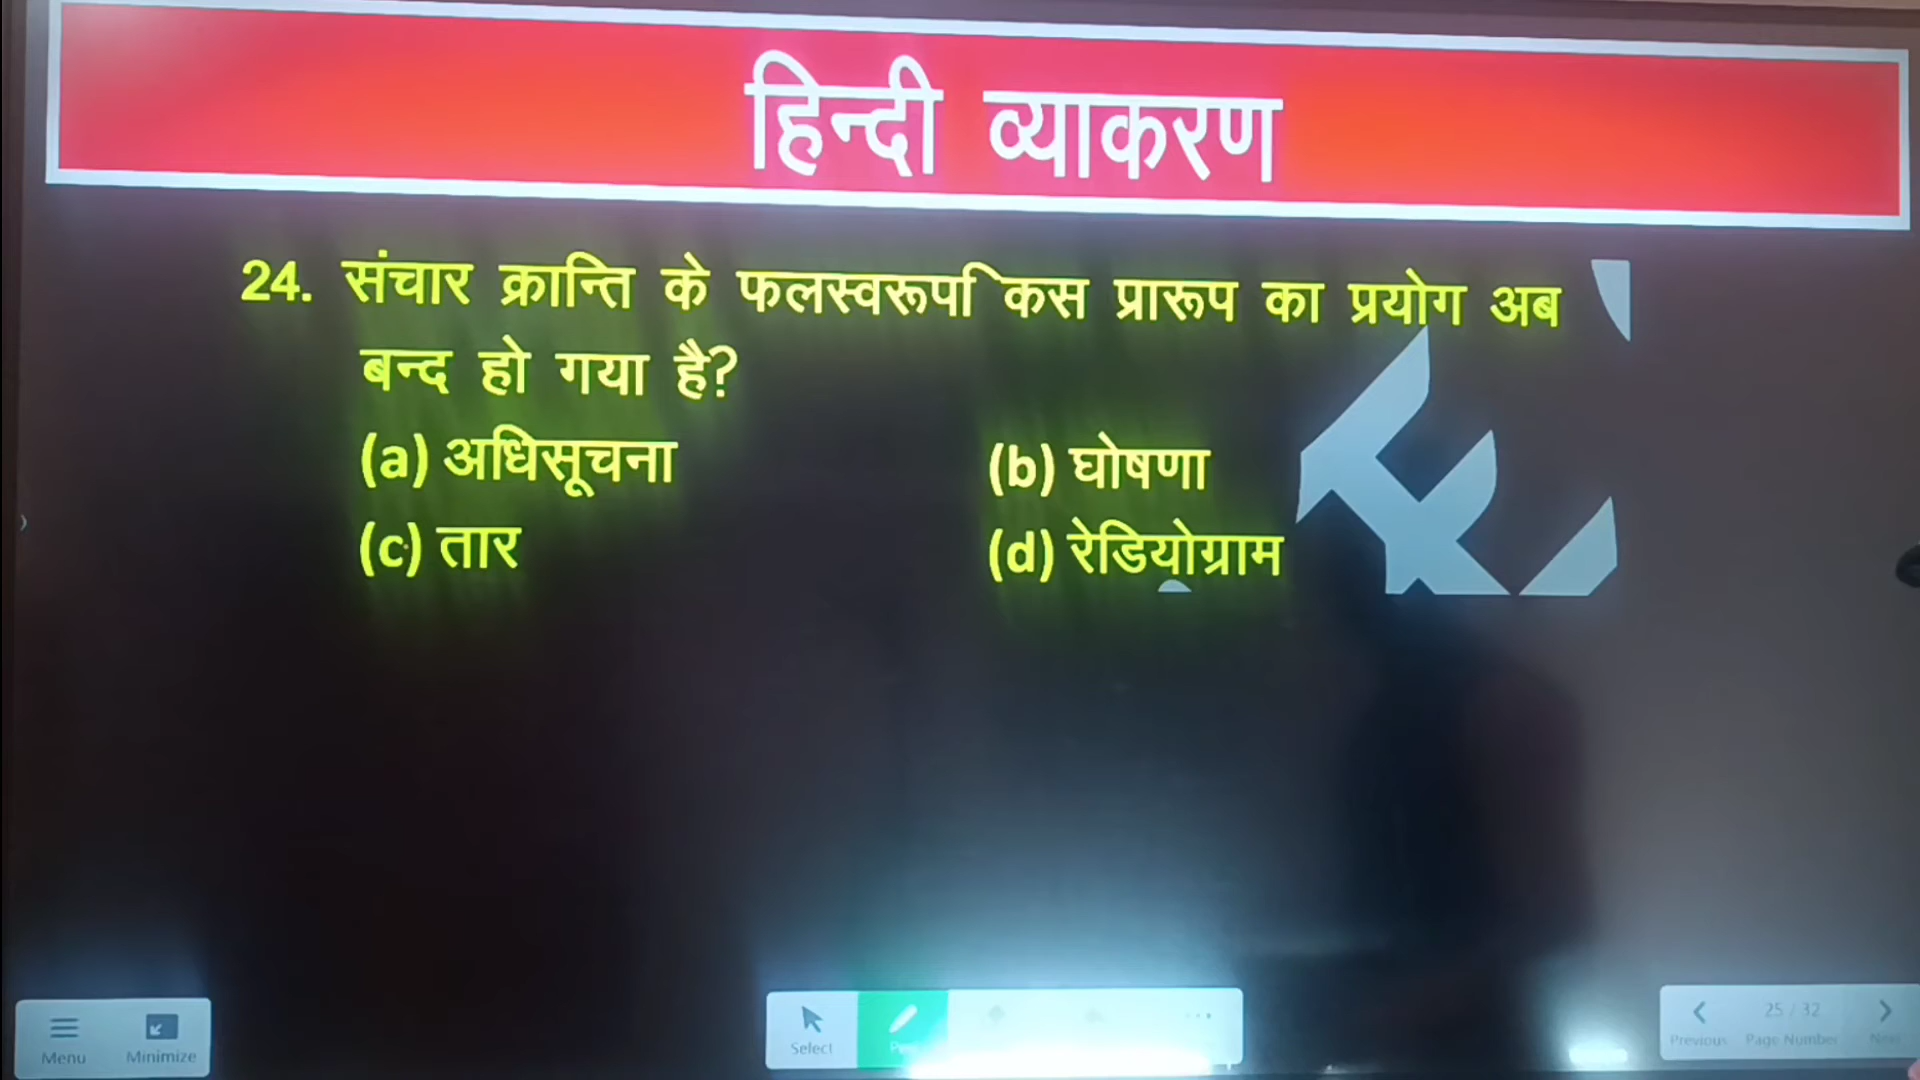 हिन्दी व्याकरण
24. संचार क्रान्ति के फलस्वरूप किस प्रारूप का प्रयोग अब
बन्द हो गया है?
(a) अधिसूचना (b) घोषणा
(c) तार (d) रेडियोग्राम
Menu Minimize Select 25 / 32
Previous Page Number